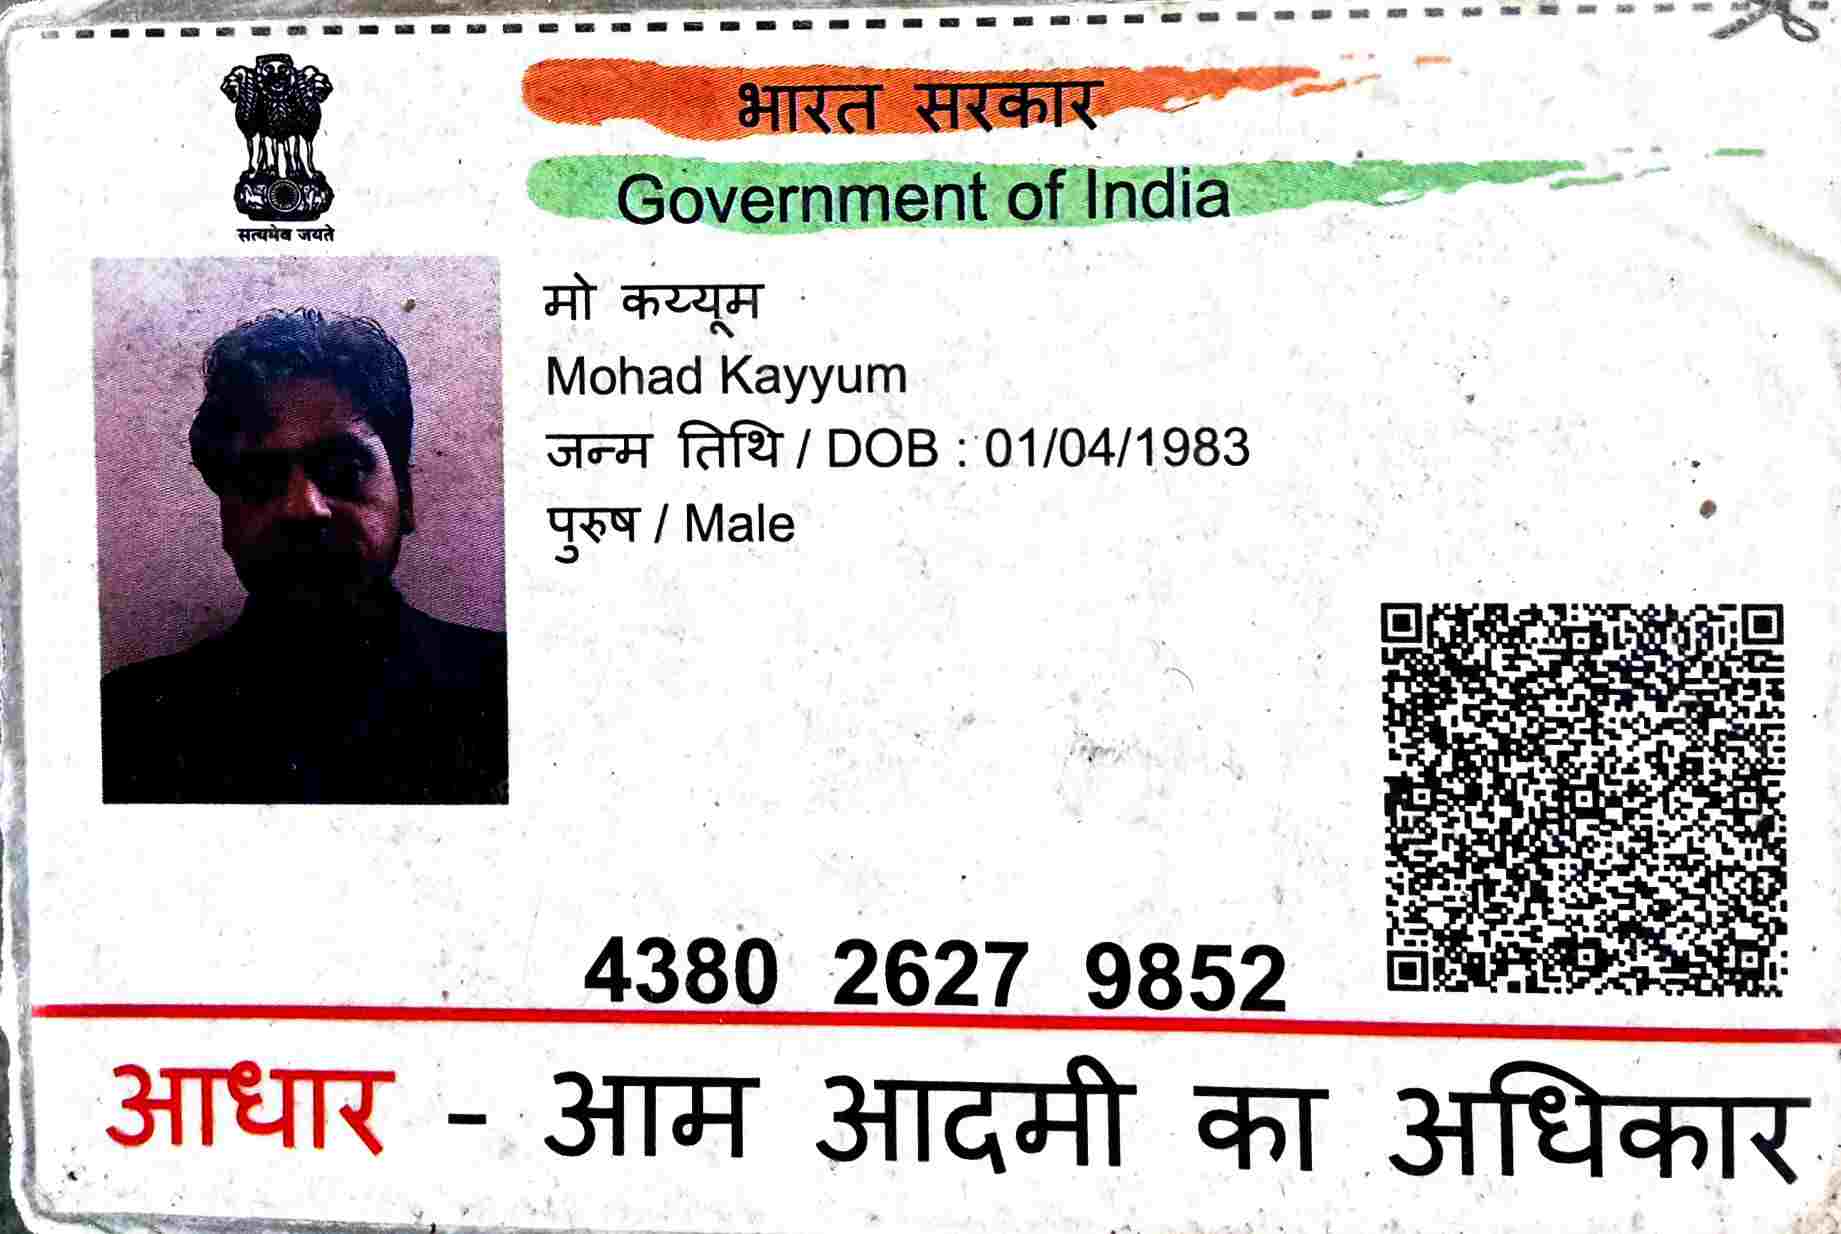 भारत सरकार
Government of India
सत्यमेव जयते
मो कय्यूम
Mohad Kayyum
जन्म तिथि / DOB : 01/04/1983
पुरुष / Male
4380 2627 9852
आधार - आम आदमी का अधिकार